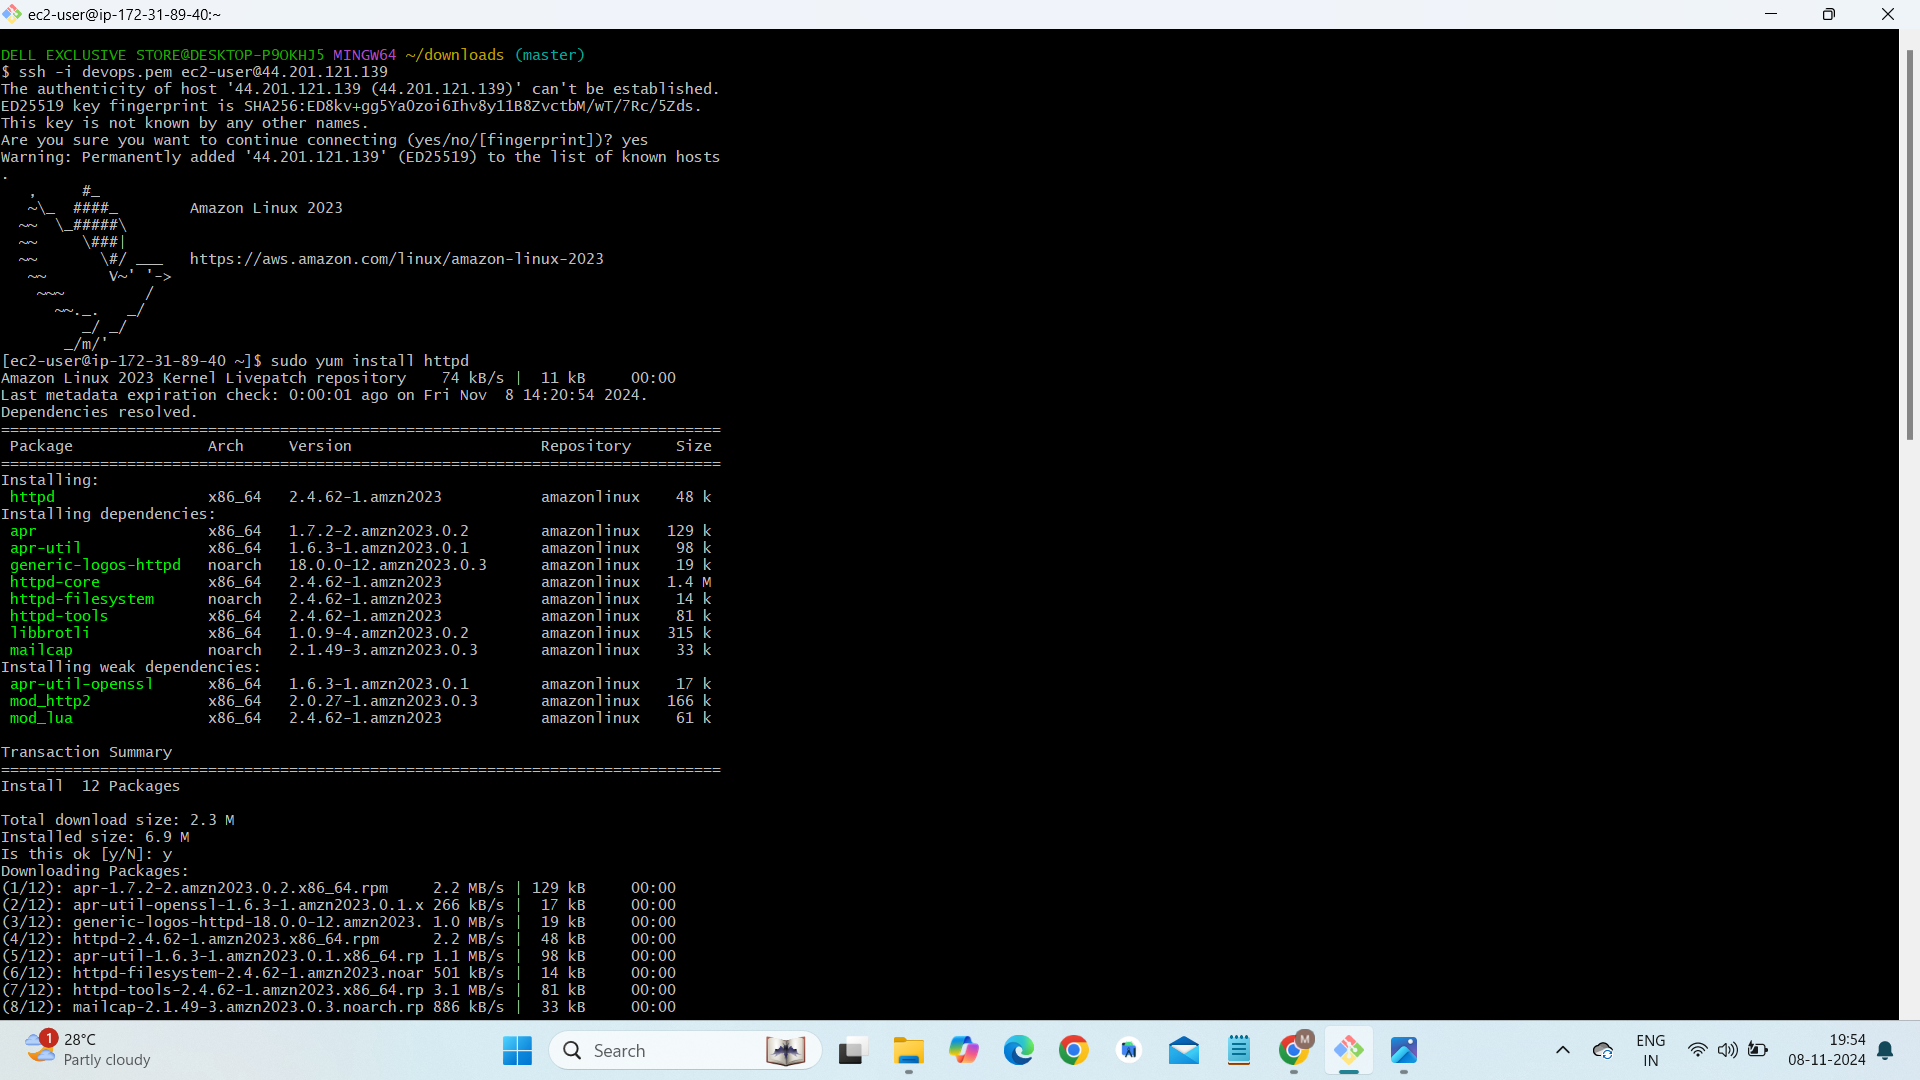 ec2-user@ip-172-31-89-40:~
DELL EXCLUSIVE STORE@DESKTOP-P9OKHJ5 MINGW64 ~/downloads (master)
$ ssh -i devops.pem ec2-user@44.201.121.139
The authenticity of host '44.201.121.139 (44.201.121.139)' can't be established.
ED25519 key fingerprint is SHA256:ED8kv+gg5YaOzoi6Ihv8y11B8ZvctbM/wT/7Rc/5Zds.
This key is not known by any other names.
Are you sure you want to continue connecting (yes/no/[fingerprint])? yes
Warning: Permanently added '44.201.121.139' (ED25519) to the list of known hosts
.
   ,     #_
   ~\_  ####_        Amazon Linux 2023
  ~~  \_#####\
  ~~     \###|
  ~~       \#/ ___   https://aws.amazon.com/linux/amazon-linux-2023
   ~~       V~' '->
    ~~~         /
      ~~._.   _/
         _/ _/
       _/m/'
[ec2-user@ip-172-31-89-40 ~]$ sudo yum install httpd
Amazon Linux 2023 Kernel Livepatch repository    74 kB/s |  11 kB     00:00
Last metadata expiration check: 0:00:01 ago on Fri Nov  8 14:20:54 2024.
Dependencies resolved.
================================================================================
 Package               Arch     Version                     Repository     Size
================================================================================
Installing:
 httpd                 x86_64   2.4.62-1.amzn2023           amazonlinux    48 k
Installing dependencies:
 apr                   x86_64   1.7.2-2.amzn2023.0.2        amazonlinux   129 k
 apr-util              x86_64   1.6.3-1.amzn2023.0.1        amazonlinux    98 k
 generic-logos-httpd   noarch   18.0.0-12.amzn2023.0.3      amazonlinux    19 k
 httpd-core            x86_64   2.4.62-1.amzn2023           amazonlinux   1.4 M
 httpd-filesystem      noarch   2.4.62-1.amzn2023           amazonlinux    14 k
 httpd-tools           x86_64   2.4.62-1.amzn2023           amazonlinux    81 k
 libbrotli             x86_64   1.0.9-4.amzn2023.0.2        amazonlinux   315 k
 mailcap               noarch   2.1.49-3.amzn2023.0.3       amazonlinux    33 k
Installing weak dependencies:
 apr-util-openssl      x86_64   1.6.3-1.amzn2023.0.1        amazonlinux    17 k
 mod_http2             x86_64   2.0.27-1.amzn2023.0.3       amazonlinux   166 k
 mod_lua               x86_64   2.4.62-1.amzn2023           amazonlinux    61 k
Transaction Summary
================================================================================
Install  12 Packages
Total download size: 2.3 M
Installed size: 6.9 M
Is this ok [y/N]: y
Downloading Packages:
(1/12): apr-1.7.2-2.amzn2023.0.2.x86_64.rpm     2.2 MB/s | 129 kB     00:00
(2/12): apr-util-openssl-1.6.3-1.amzn2023.0.1.x 266 kB/s |  17 kB     00:00
(3/12): generic-logos-httpd-18.0.0-12.amzn2023. 1.0 MB/s |  19 kB     00:00
(4/12): httpd-2.4.62-1.amzn2023.x86_64.rpm      2.2 MB/s |  48 kB     00:00
(5/12): apr-util-1.6.3-1.amzn2023.0.1.x86_64.rp 1.1 MB/s |  98 kB     00:00
(6/12): httpd-filesystem-2.4.62-1.amzn2023.noar 501 kB/s |  14 kB     00:00
(7/12): httpd-tools-2.4.62-1.amzn2023.x86_64.rp 3.1 MB/s |  81 kB     00:00
(8/12): mailcap-2.1.49-3.amzn2023.0.3.noarch.rp 886 kB/s |  33 kB     00:00
1
28°C
Partly cloudy
Search
M
ENG
IN
19:54
08-11-2024